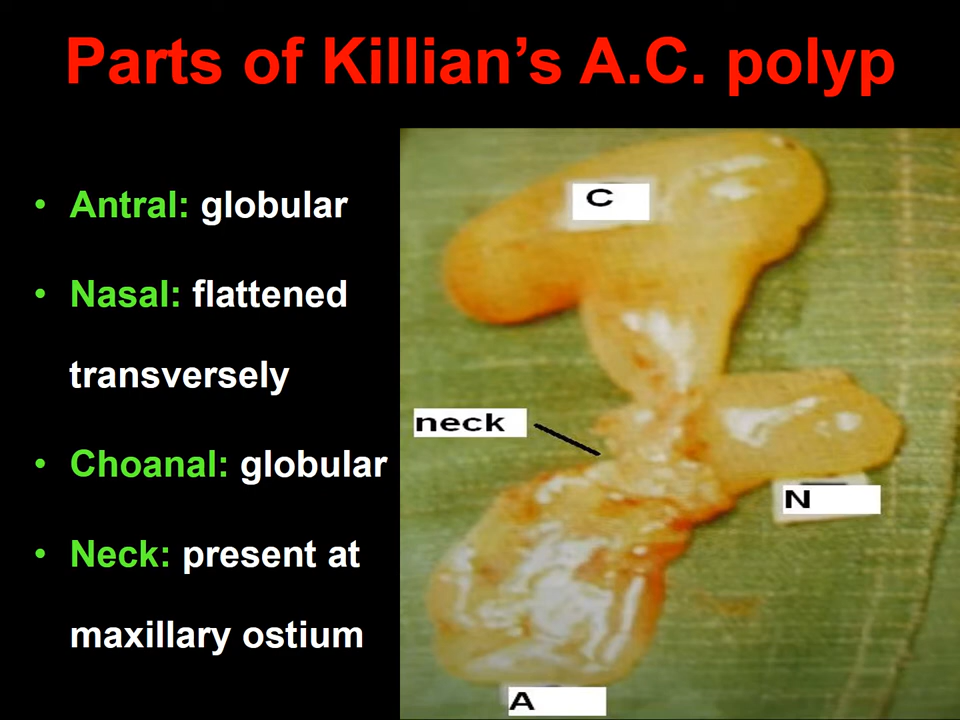 Parts of Killian's A.C. polyp
• Antral: globular
• Nasal: flattened
transversely
• Choanal: globular
• Neck: present at
maxillary ostium
C
neck
N
A